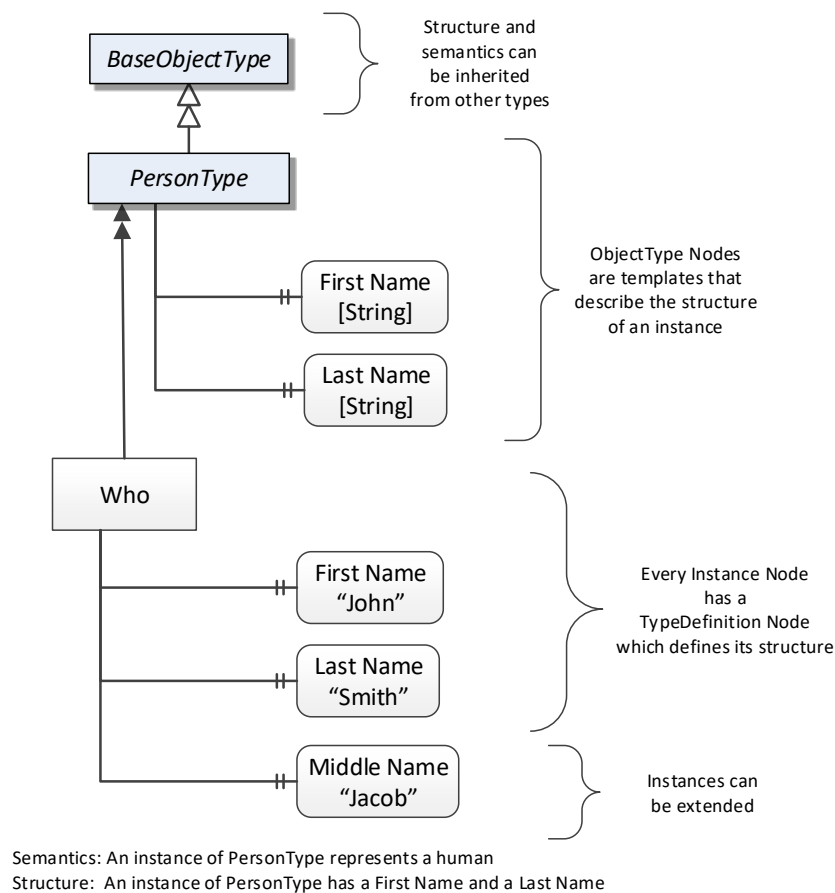 BaseObjectType
Structure and
semantics can
be inherited
from other types
PersonType
First Name
[String]
Last Name
[String]
ObjectType Nodes
are templates that
describe the structure
of an instance
Who
First Name
“John”
Last Name
“Smith”
Every Instance Node
has a
TypeDefinition Node
which defines its structure
Middle Name
“Jacob”
Instances can
be extended
Semantics: An instance of PersonType represents a human
Structure: An instance of PersonType has a First Name and a Last Name